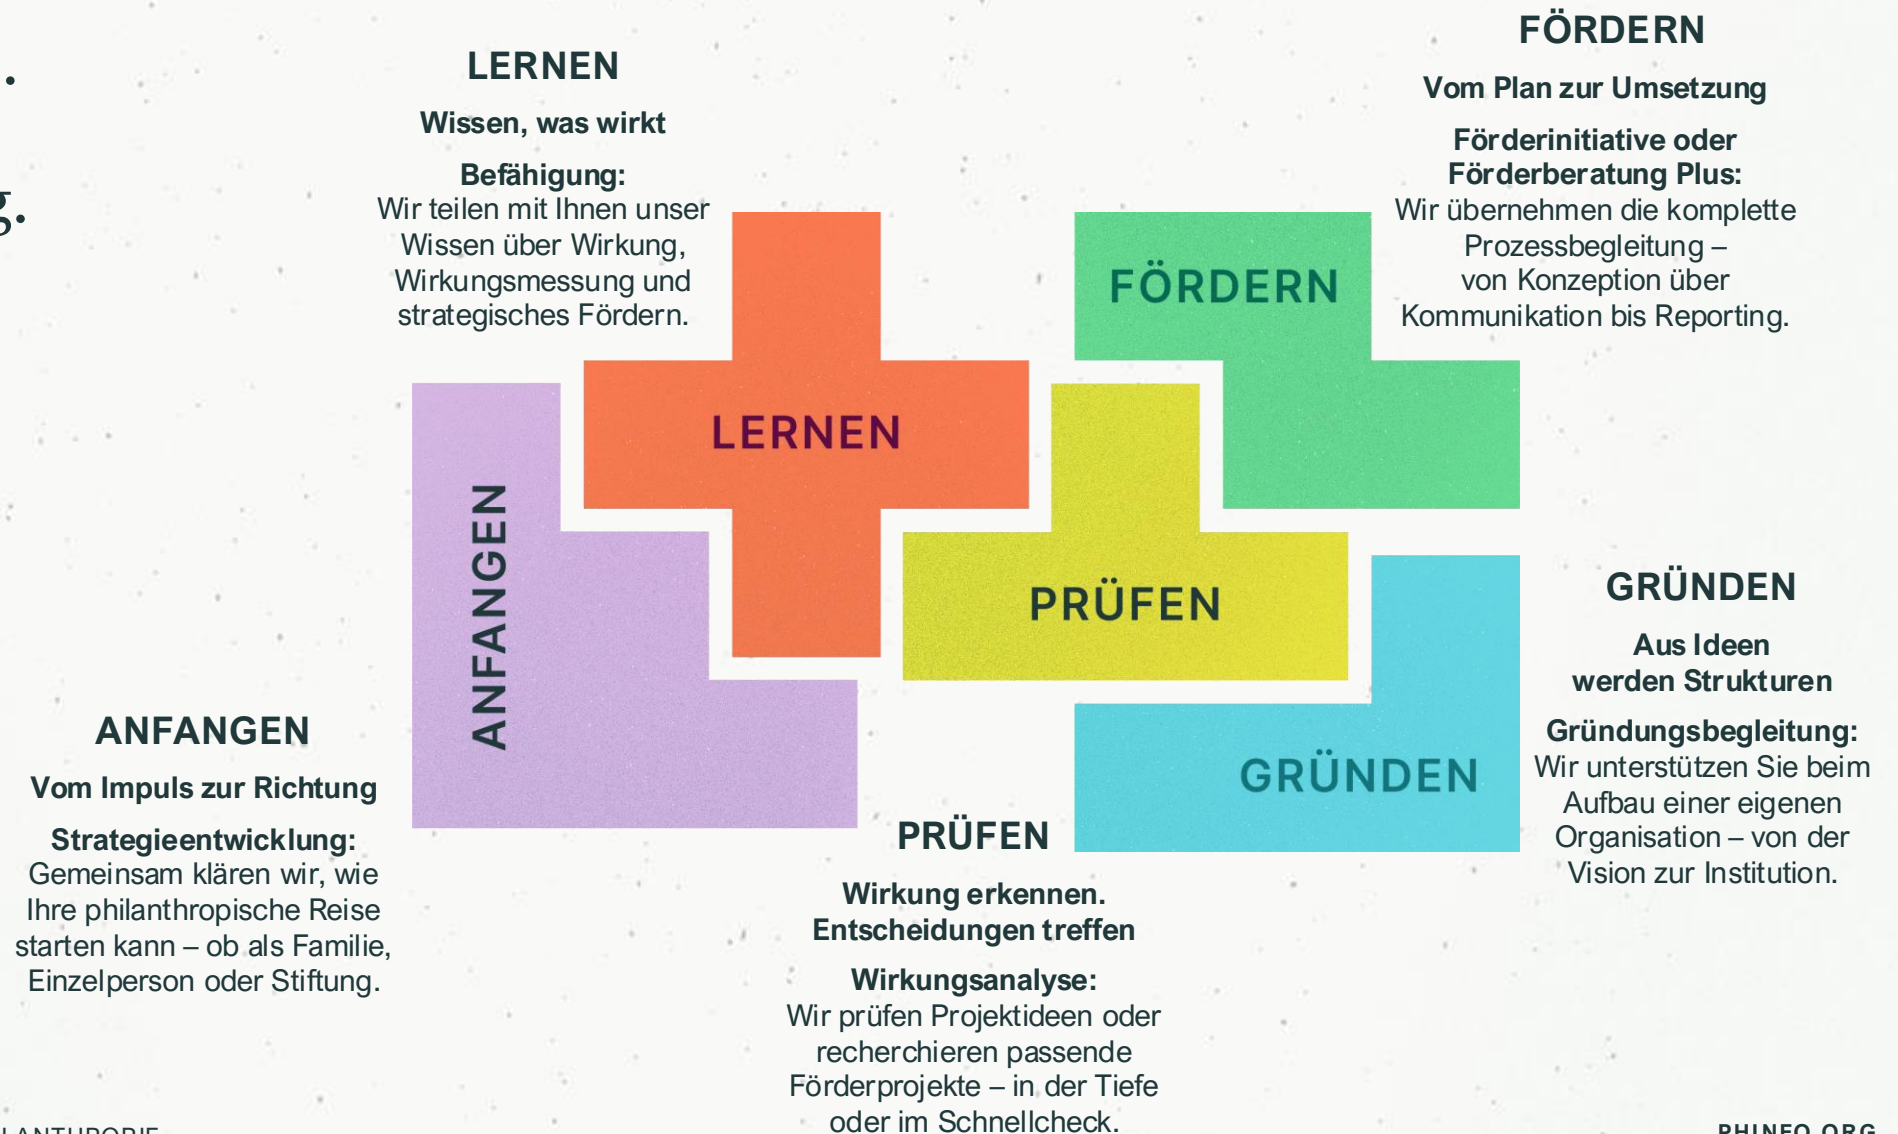 LERNEN
Wissen, was wirkt
Befähigung:
Wir teilen mit Ihnen unser
Wissen über Wirkung,
Wirkungsmessung und
strategisches Fördern.
FÖRDERN
Vom Plan zur Umsetzung
Förderinitiative oder
Förderberatung Plus:
Wir übernehmen die komplette
Prozessbegleitung –
von Konzeption über
Kommunikation bis Reporting.
FÖRDERN
LERNEN
ANFANGEN
PRÜFEN
GRÜNDEN
GRÜNDEN
Aus Ideen
werden Strukturen
Gründungsbegleitung:
Wir unterstützen Sie beim
Aufbau einer eigenen
Organisation – von der
Vision zur Institution.
ANFANGEN
Vom Impuls zur Richtung
Strategieentwicklung:
Gemeinsam klären wir, wie
Ihre philanthropische Reise
starten kann – ob als Familie,
Einzelperson oder Stiftung.
PRÜFEN
Wirkung erkennen.
Entscheidungen treffen
Wirkungsanalyse:
Wir prüfen Projektideen oder
recherchieren passende
Förderprojekte – in der Tiefe
oder im Schnellcheck.
PHINEO.ORG